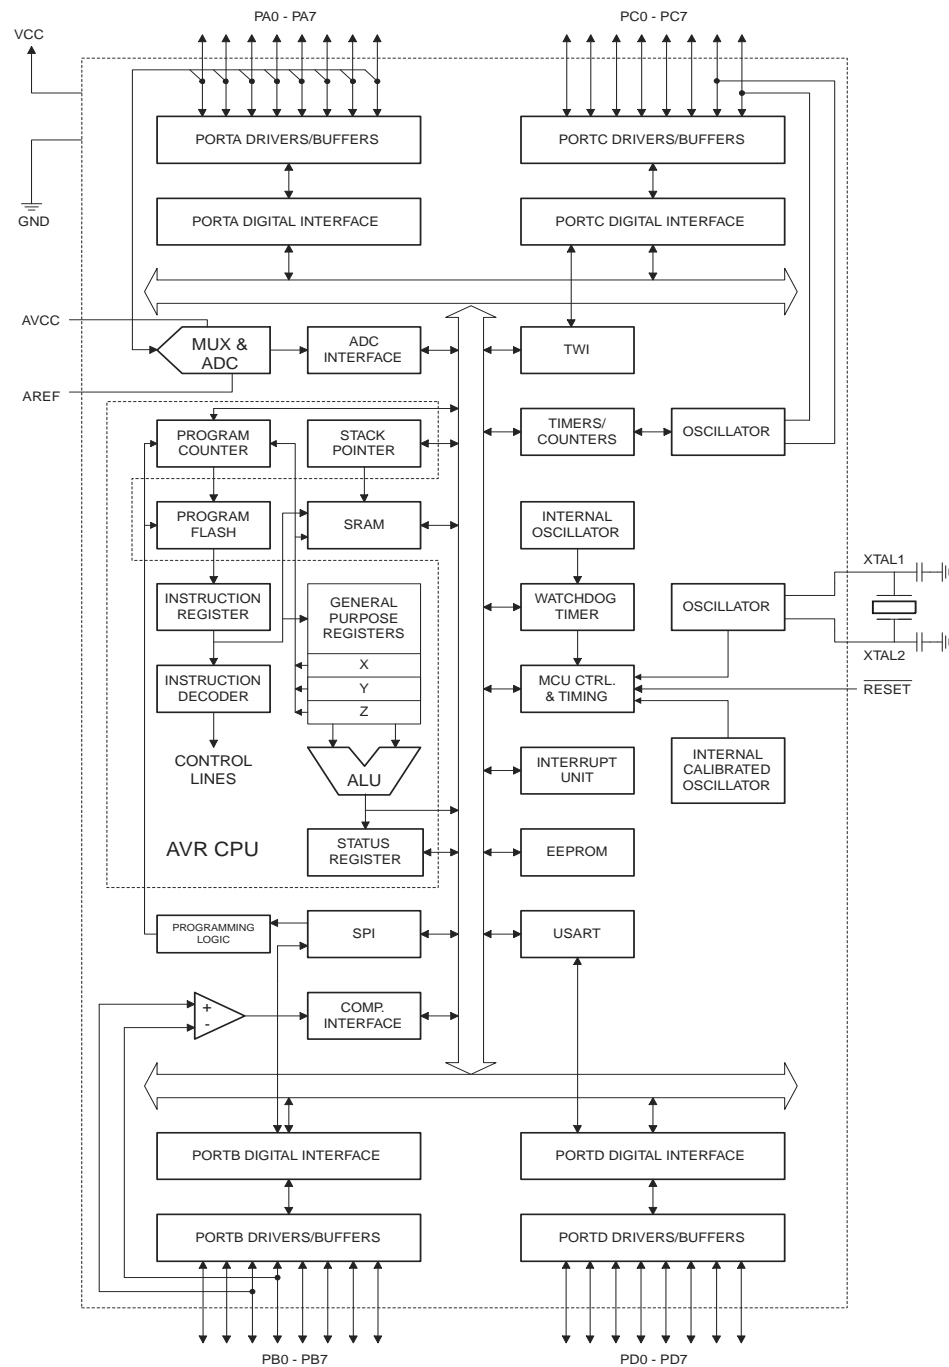 PA0 - PA7
PC0 - PC7
VCC
PORTA DRIVERS/BUFFERS
PORTC DRIVERS/BUFFERS
PORTA DIGITAL INTERFACE
PORTC DIGITAL INTERFACE
GND
AVCC
MUX &
ADC
ADC
INTERFACE
TWI
AREF
PROGRAM
COUNTER
STACK
POINTER
TIMERS/
COUNTERS
OSCILLATOR
PROGRAM
FLASH
SRAM
INTERNAL
OSCILLATOR
XTAL1
INSTRUCTION
REGISTER
GENERAL
PURPOSE
REGISTERS
WATCHDOG
TIMER
OSCILLATOR
XTAL2
X
INSTRUCTION
DECODER
Y
MCU CTRL.
& TIMING
RESET
Z
CONTROL
LINES
ALU
INTERRUPT
UNIT
INTERNAL
CALIBRATED
OSCILLATOR
AVR CPU
STATUS
REGISTER
EEPROM
PROGRAMMING
LOGIC
SPI
USART
+
-
COMP.
INTERFACE
PORTB DIGITAL INTERFACE
PORTD DIGITAL INTERFACE
PORTB DRIVERS/BUFFERS
PORTD DRIVERS/BUFFERS
PB0 - PB7
PD0 - PD7